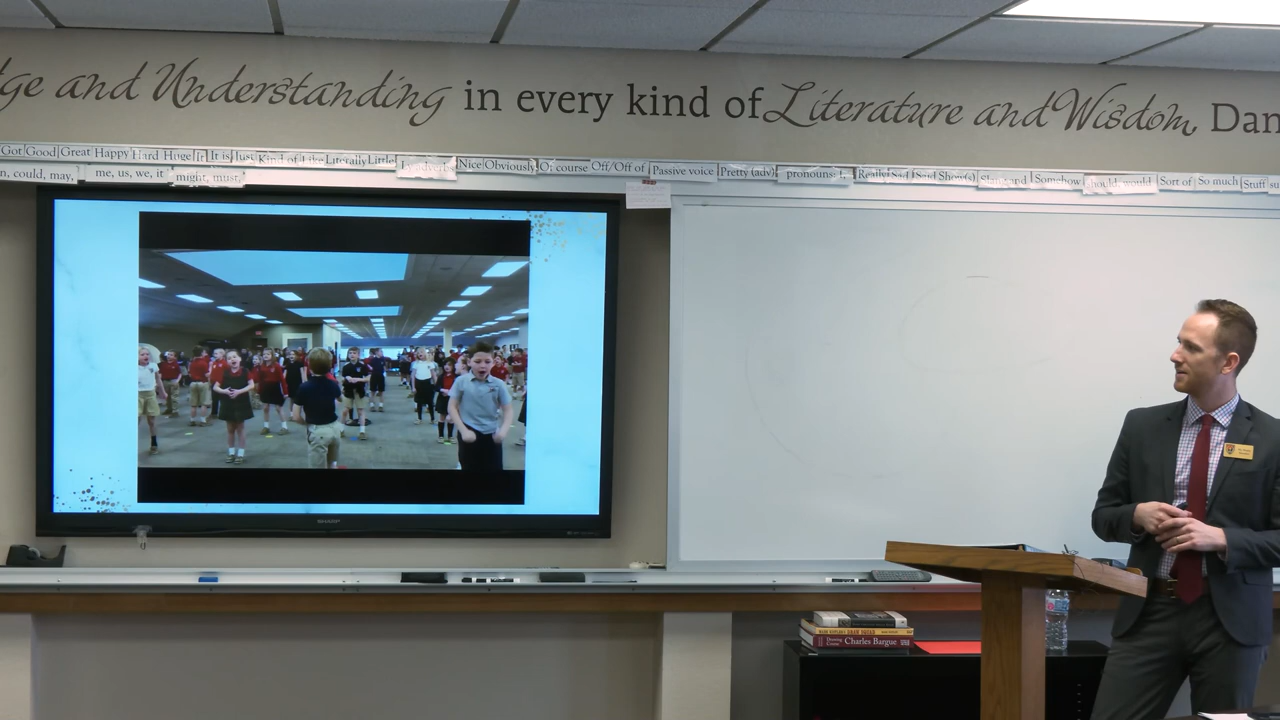 ge and Understanding in every kind of Literature and Wisdom, Dan
Got Good Great Happy Hard Huge It It is Just Kind of Like Literally Little Nice Obviously Of course Off/Off of Passive voice Pretty (adv) pronouns: I, Really Sad Said Show(s) Somehow should, would Sort of So much Stuff su
n, could, may, me, us, we, it might, must,
SHARP
Charles Bargue